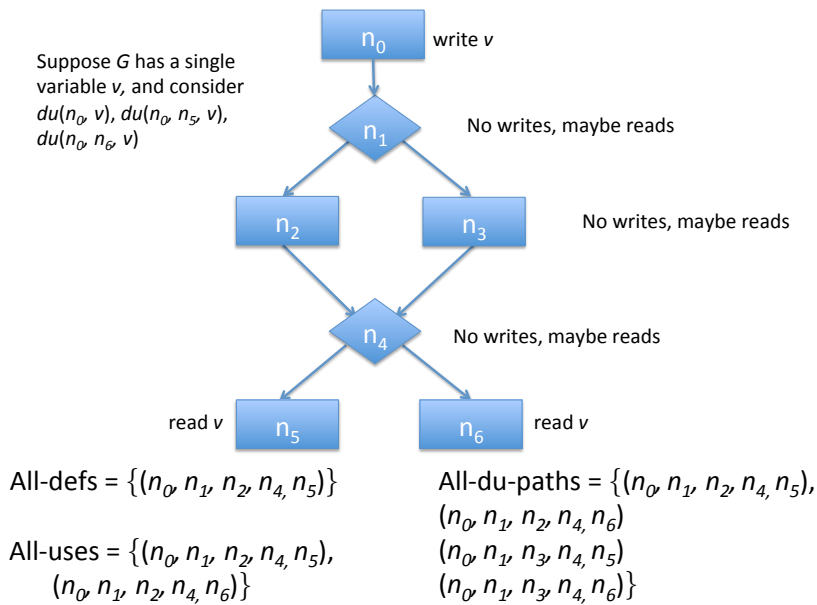 n₀
write v
Suppose G has a single
variable v, and consider
du(n₀, v), du(n₀, n₅, v),
du(n₀, n₆, v)
n₁
No writes, maybe reads
n₂
n₃
No writes, maybe reads
n₄
No writes, maybe reads
read v
n₅
n₆
read v
All-defs = {(n₀, n₁, n₂, n₄, n₅)}
All-uses = {(n₀, n₁, n₂, n₄, n₅),
(n₀, n₁, n₂, n₄, n₆)}
All-du-paths = {(n₀, n₁, n₂, n₄, n₅),
(n₀, n₁, n₂, n₄, n₆)
(n₀, n₁, n₃, n₄, n₅)
(n₀, n₁, n₃, n₄, n₆)}